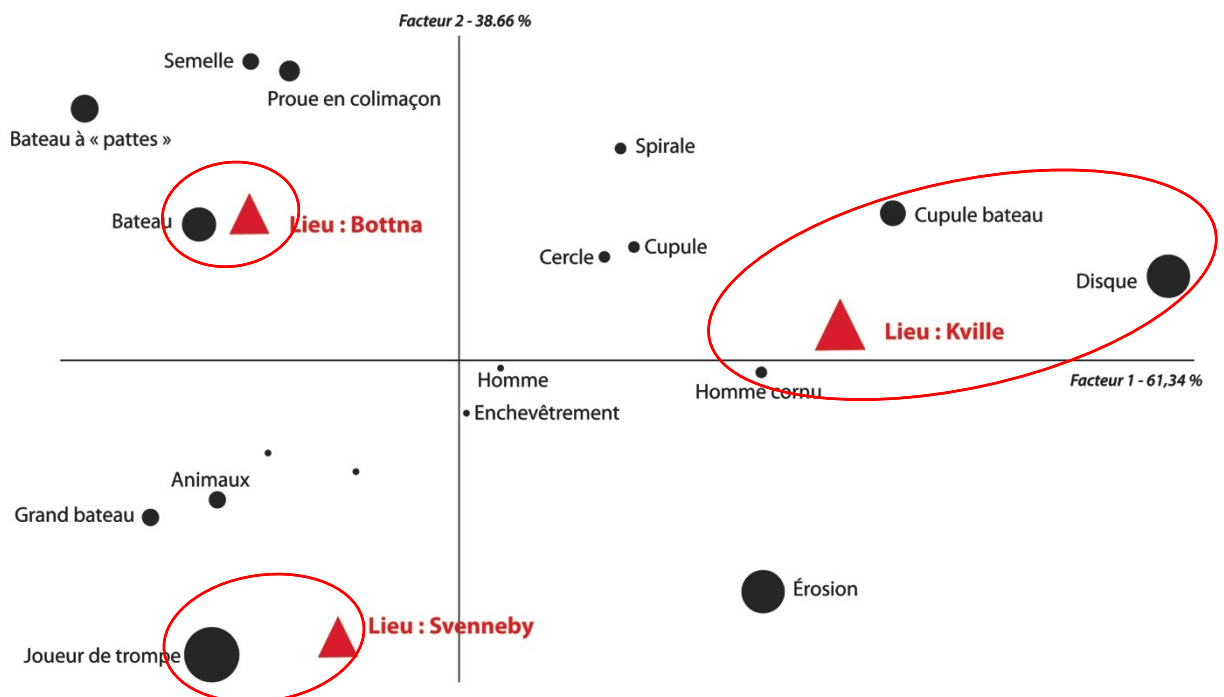 Facteur 2 - 38.66 %
Semelle
Proue en colimaçon
Bateau à « pattes »
Spirale
Bateau
Lieu : Bottna
Cupule bateau
Cercle
Cupule
Disque
Lieu : Kville
Homme
Homme cornu
Facteur 1 - 61,34 %
Enchevêtrement
Animaux
Grand bateau
Érosion
Lieu : Svenneby
Joueur de trompe